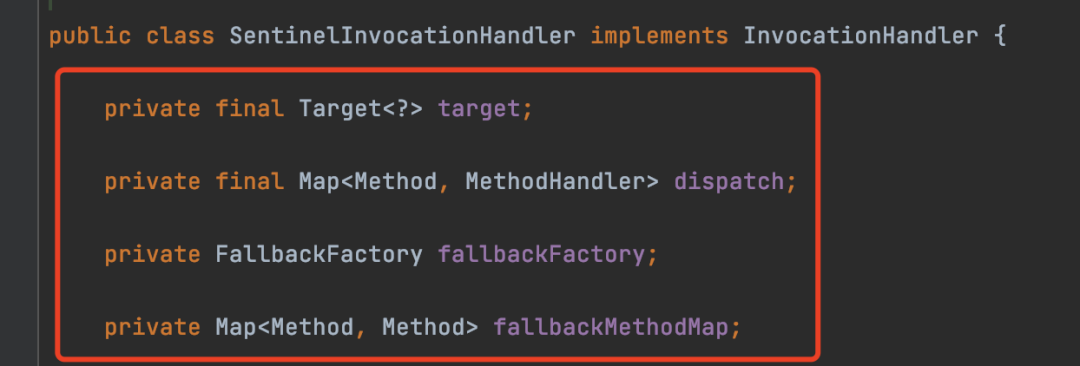 public class SentinelInvocationHandler implements InvocationHandler {
private final Target<?> target;
private final Map<Method, MethodHandler> dispatch;
private FallbackFactory fallbackFactory;
private Map<Method, Method> fallbackMethodMap;